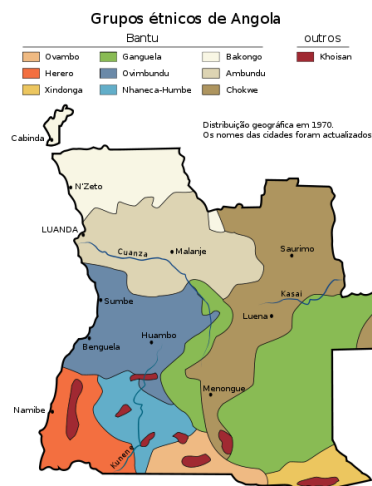 Grupos étnicos de Angola
Bantu
outros
Ovambo
Ganguela
Bakongo
Khoisan
Herero
Ovimbundu
Ambundu
Xindonga
Nhaneca-Humbe
Chokwe
Distribuição geográfica em 1970.
Os nomes das cidades foram actualizados
Cabinda
N'Zeto
LUANDA
Cuanza
Malanje
Saurimo
Kasai
Sumbe
Luena
Huambo
Benguela
Menongue
Namibe
Kunene